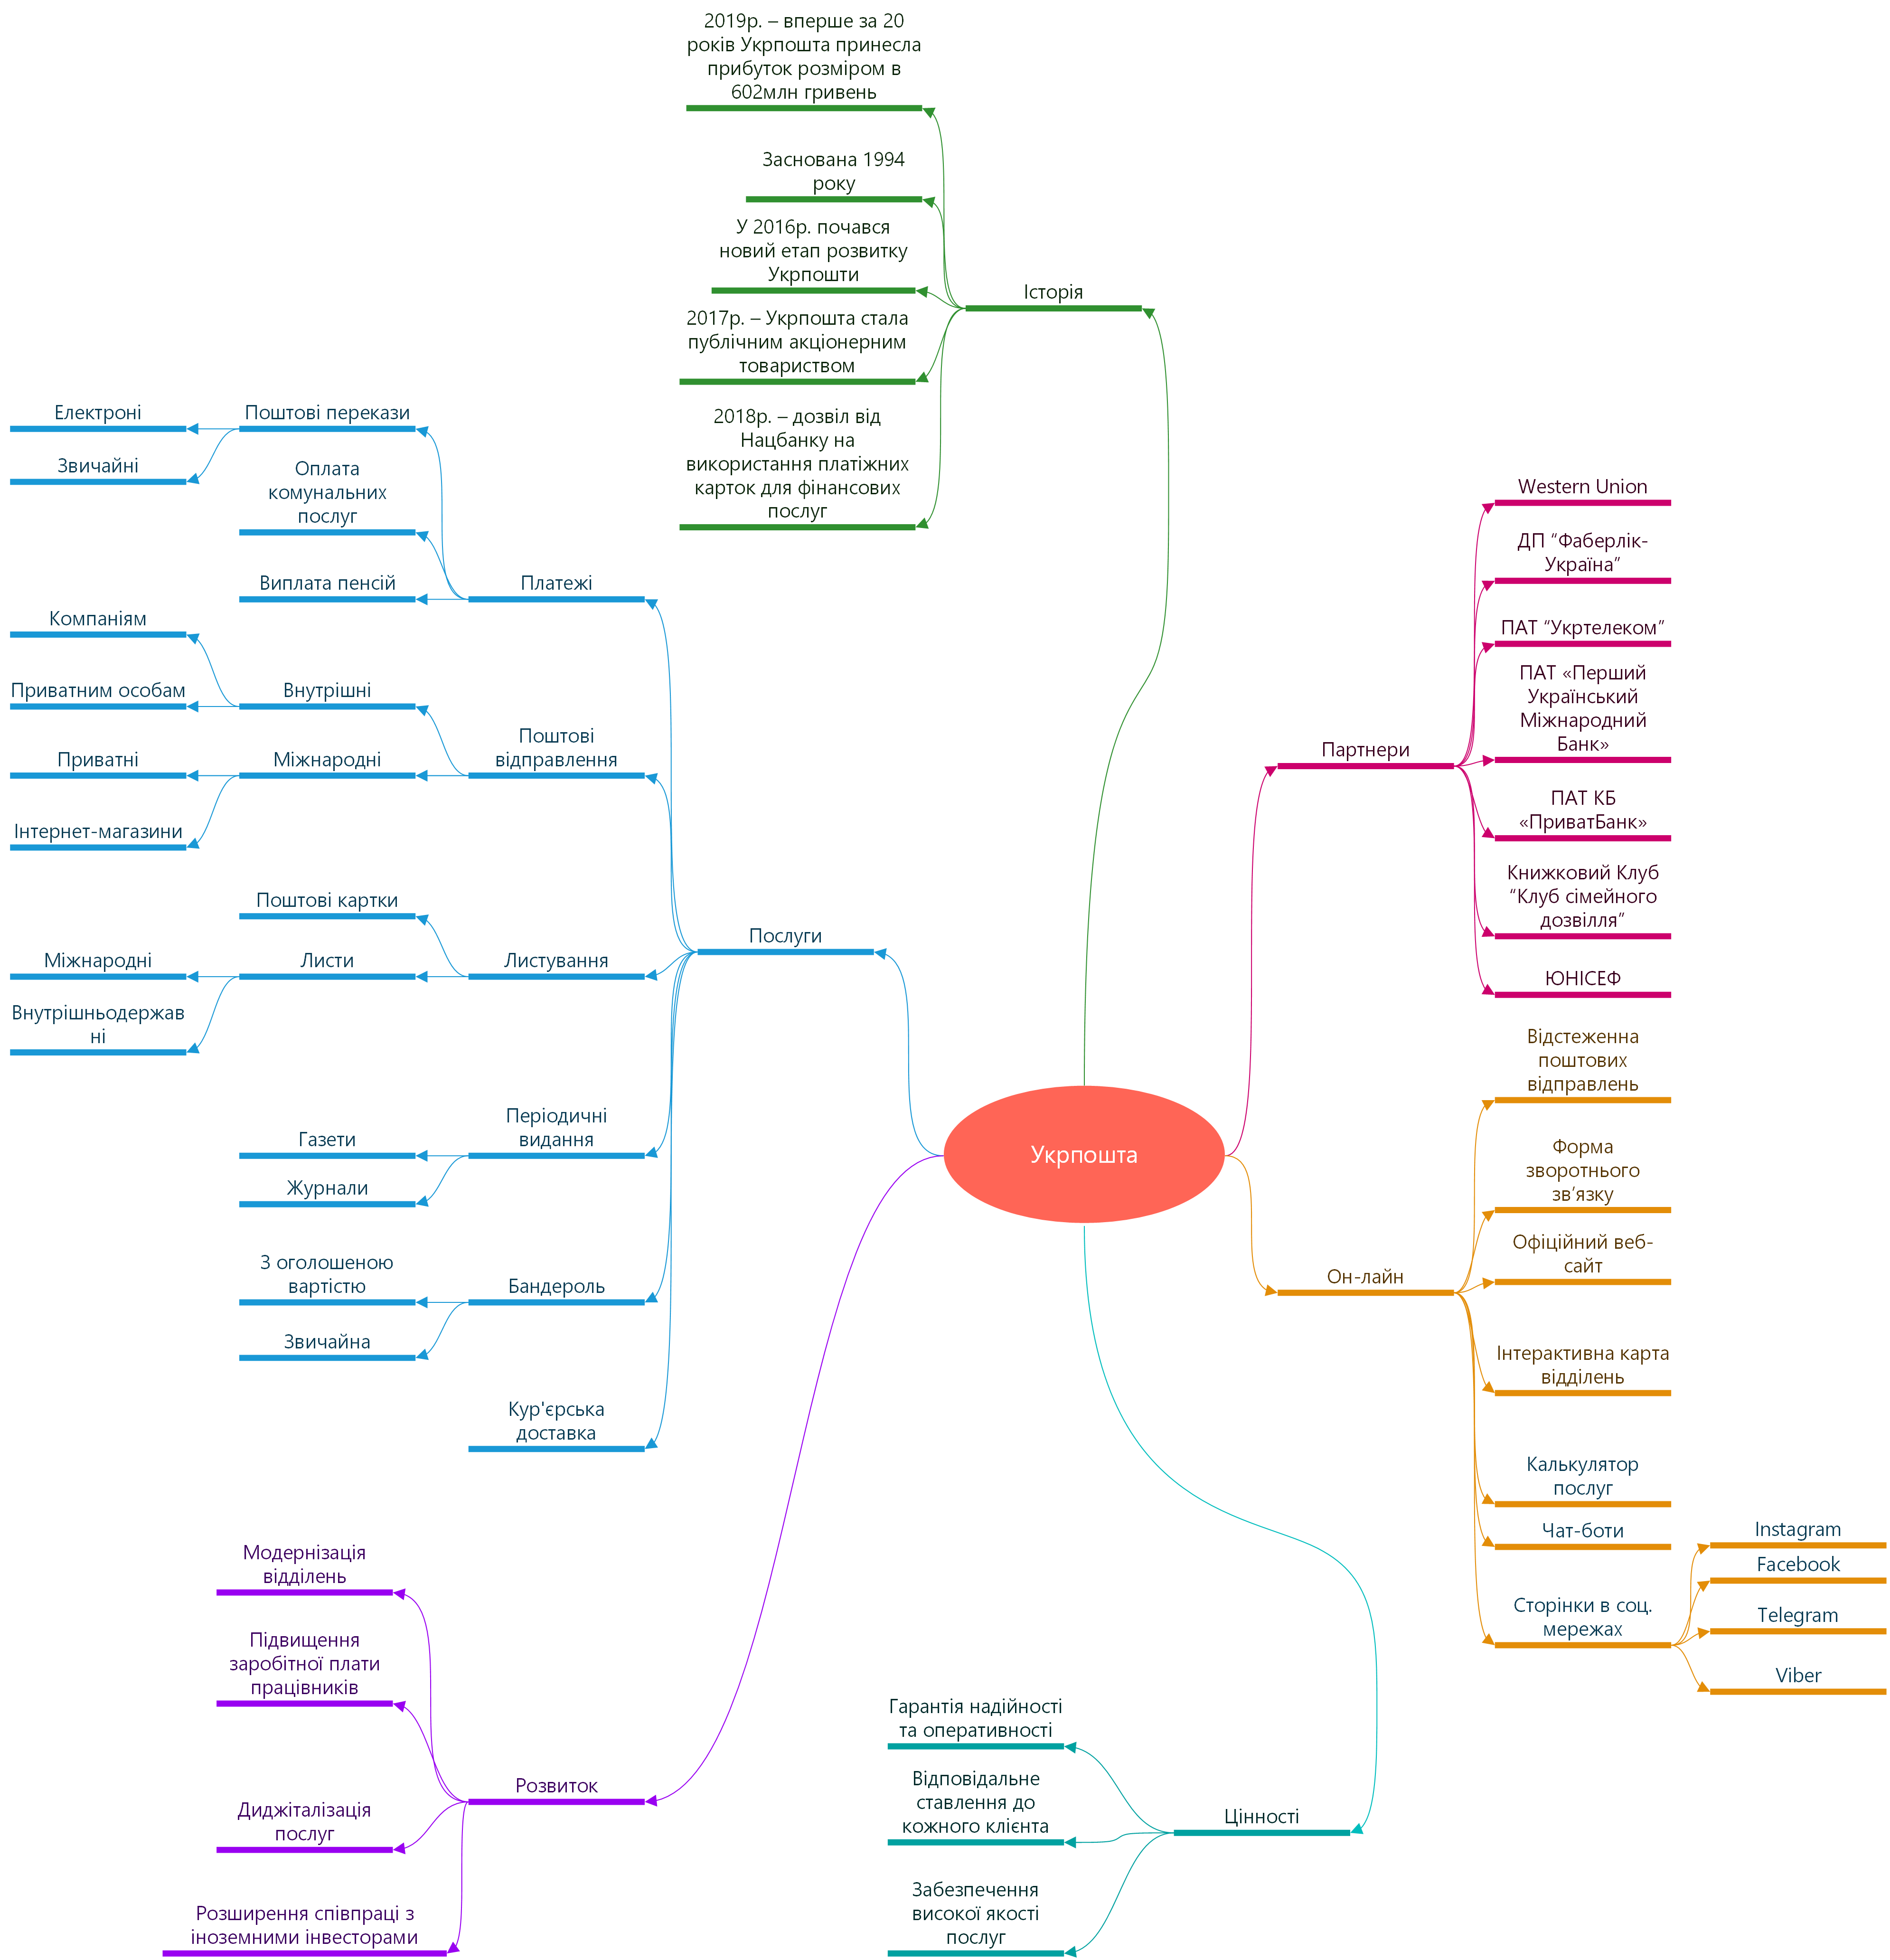 2019р. – вперше за 20
років Укрпошта принесла
прибуток розміром в
602млн гривень
Заснована 1994
року
У 2016р. почався
новий етап розвитку
Укрпошти
2017р. – Укрпошта стала
публічним акціонерним
товариством
2018р. – дозвіл від
Нацбанку на
використання платіжних
карток для фінансових
послуг
Історія
Електроні
Звичайні
Поштові перекази
Оплата
комунальних
послуг
Виплата пенсій
Платежі
Компаніям
Приватним особам
Внутрішні
Приватні
Інтернет-магазини
Міжнародні
Поштові
відправлення
Поштові картки
Міжнародні
Внутрішньодержав
ні
Листи
Листування
Послуги
Газети
Журнали
Періодичні
видання
З оголошеною
вартістю
Звичайна
Бандероль
Кур'єрська
доставка
Укрпошта
Партнери
Western Union
ДП “Фаберлік-
Україна”
ПАТ “Укртелеком”
ПАТ «Перший
Український
Міжнародний
Банк»
ПАТ КБ
«ПриватБанк»
Книжковий Клуб
“Клуб сімейного
дозвілля”
ЮНІСЕФ
Он-лайн
Відстеженна
поштових
відправлень
Форма
зворотнього
зв’язку
Офіційний веб-
сайт
Інтерактивна карта
відділень
Калькулятор
послуг
Чат-боти
Сторінки в соц.
мережах
Instagram
Facebook
Telegram
Viber
Модернізація
відділень
Підвищення
заробітної плати
працівників
Диджіталізація
послуг
Розширення співпраці з
іноземними інвесторами
Розвиток
Гарантія надійності
та оперативності
Відповідальне
ставлення до
кожного клієнта
Забезпечення
високої якості
послуг
Цінності